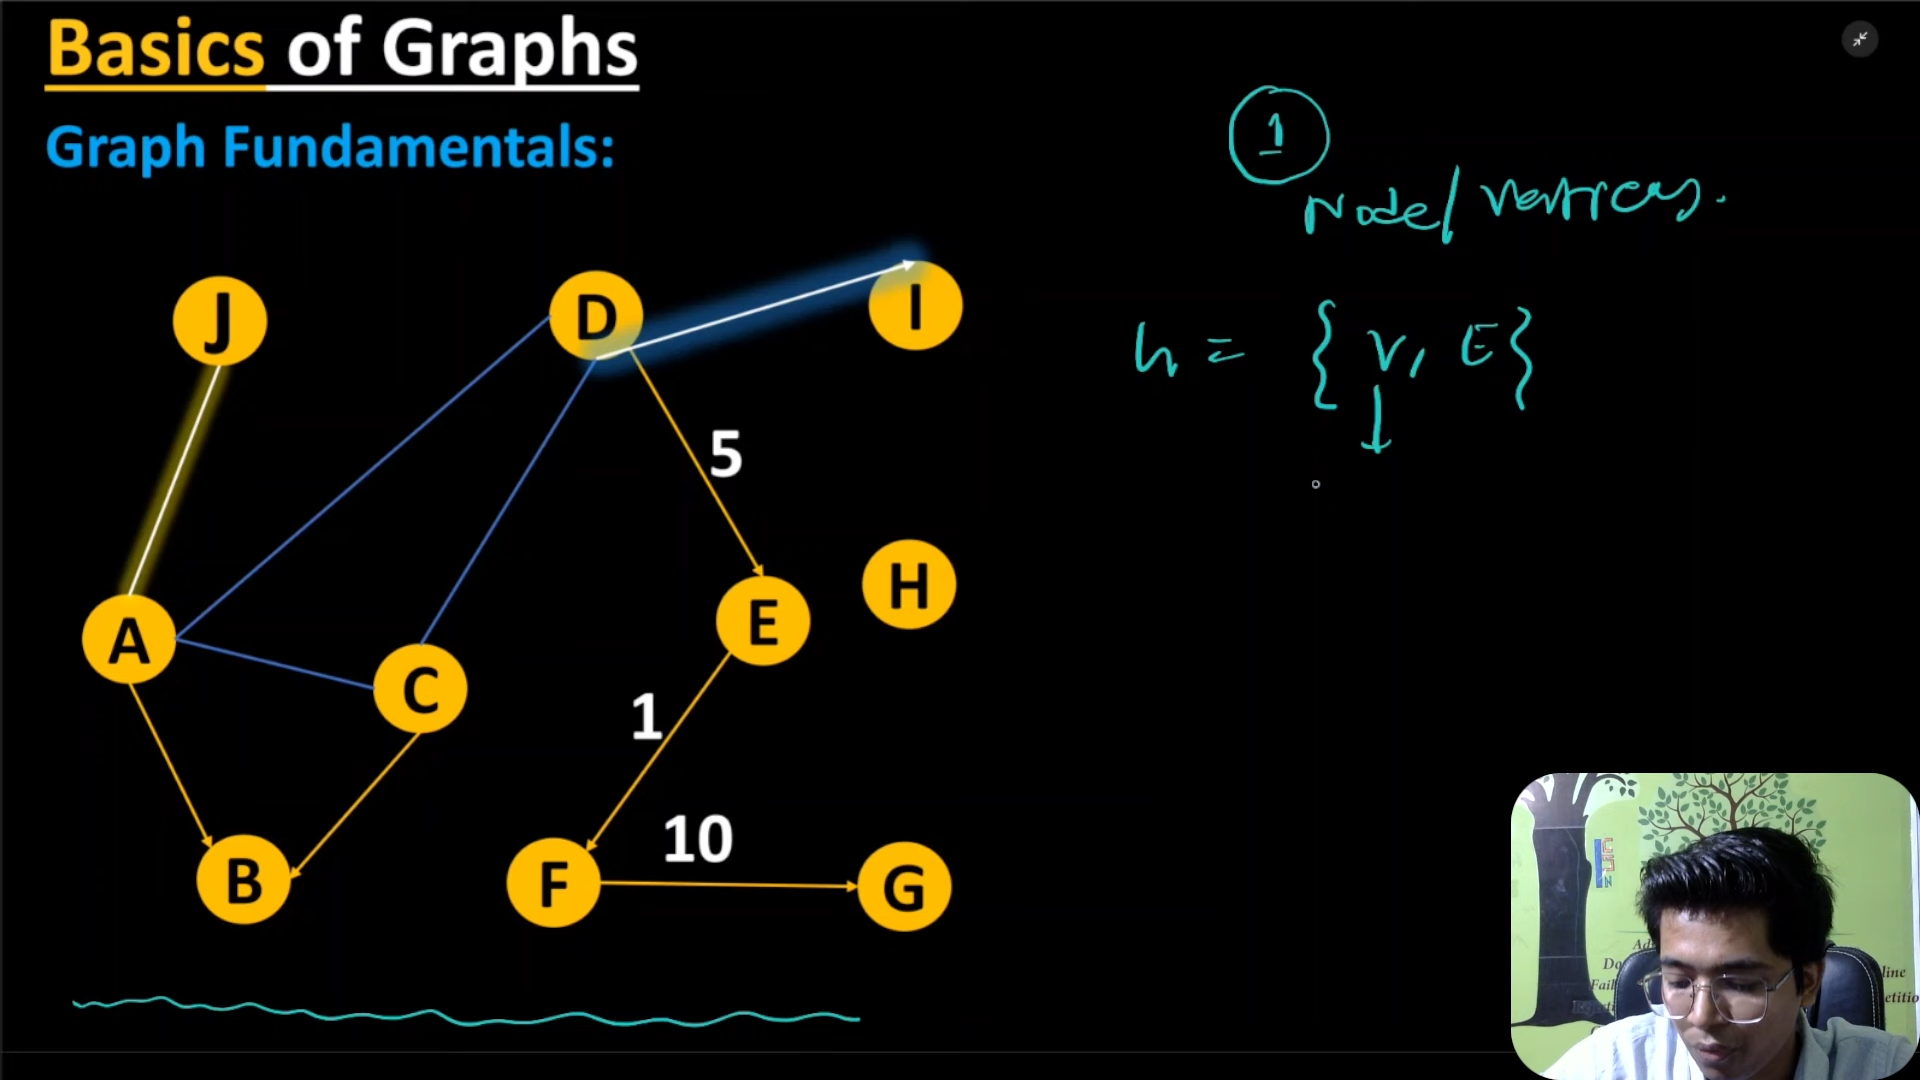 Basics of Graphs
Graph Fundamentals:
1
Node/vertices.
G = { V, E }
J
D
I
5
H
E
A
C
1
10
B
F
G